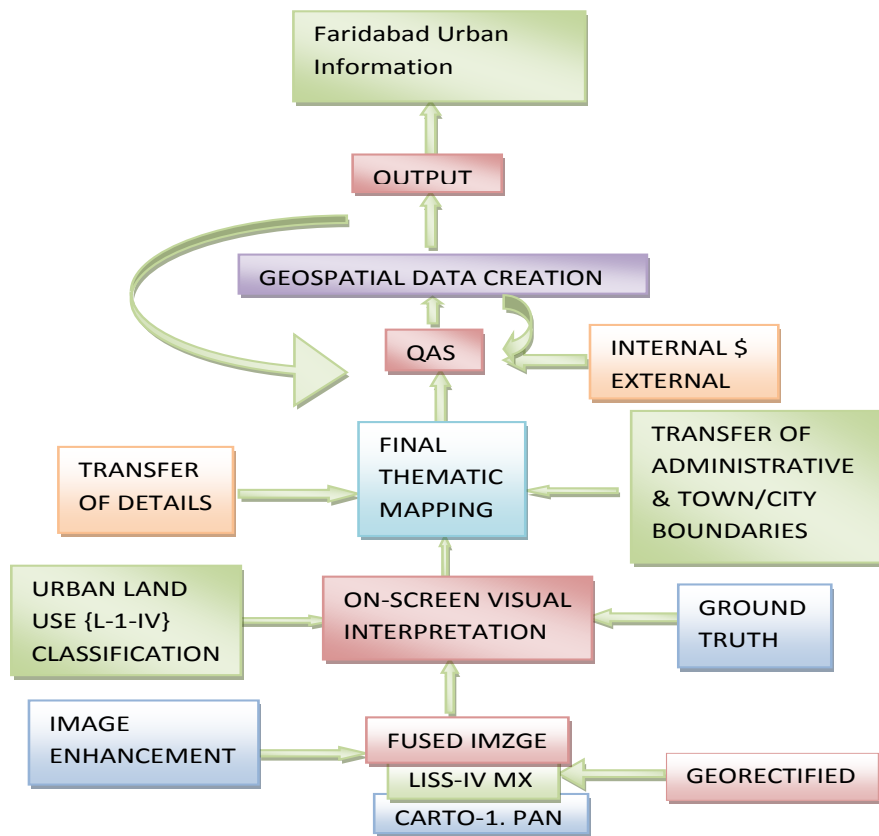 Faridabad Urban
Information
OUTPUT
GEOSPATIAL DATA CREATION
QAS
INTERNAL $
EXTERNAL
FINAL
THEMATIC
MAPPING
TRANSFER
OF DETAILS
TRANSFER OF
ADMINISTRATIVE
& TOWN/CITY
BOUNDARIES
URBAN LAND
USE {L-1-IV}
CLASSIFICATION
ON-SCREEN VISUAL
INTERPRETATION
GROUND
TRUTH
IMAGE
ENHANCEMENT
FUSED IMZGE
LISS-IV MX
GEORECTIFIED
CARTO-1. PAN